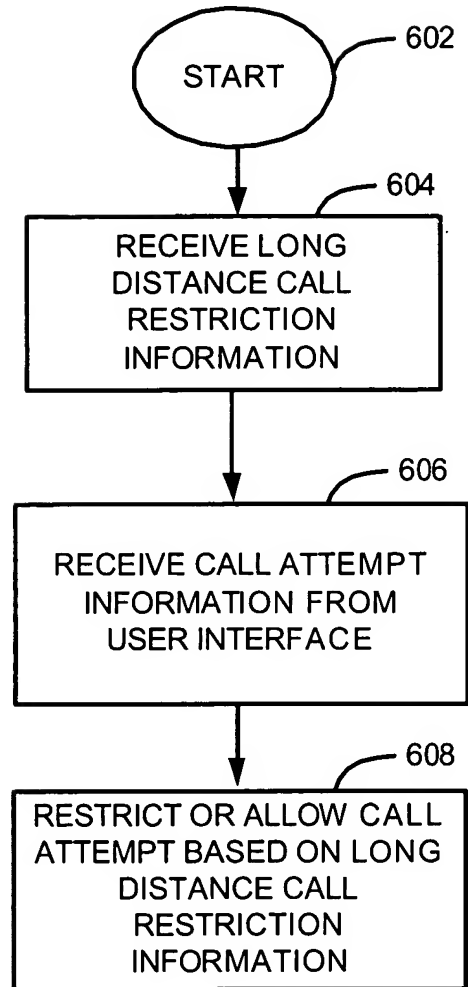 602
START
604
RECEIVE LONG
DISTANCE CALL
RESTRICTION
INFORMATION
606
RECEIVE CALL ATTEMPT
INFORMATION FROM
USER INTERFACE
608
RESTRICT OR ALLOW CALL
ATTEMPT BASED ON LONG
DISTANCE CALL
RESTRICTION
INFORMATION